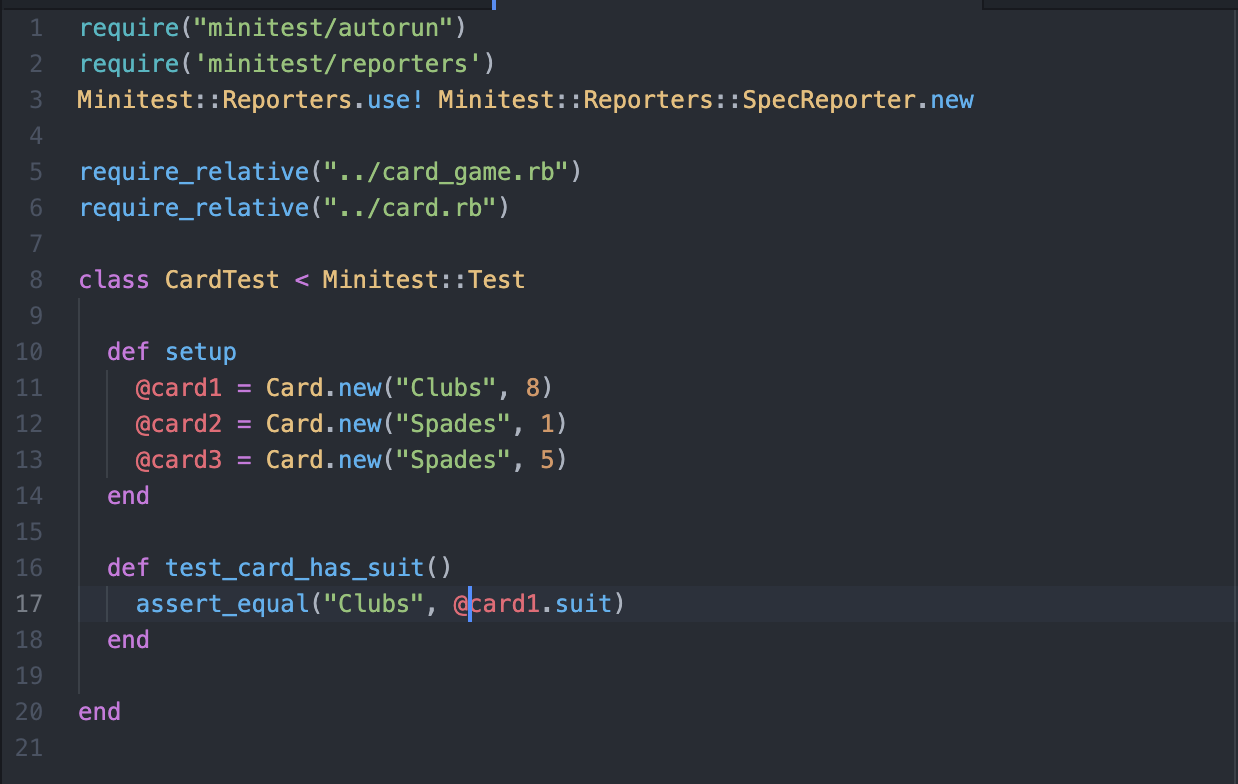 1 require("minitest/autorun")
2 require('minitest/reporters')
3 Minitest::Reporters.use! Minitest::Reporters::SpecReporter.new
4
5 require_relative("../card_game.rb")
6 require_relative("../card.rb")
7
8 class CardTest < Minitest::Test
9
10   def setup
11     @card1 = Card.new("Clubs", 8)
12     @card2 = Card.new("Spades", 1)
13     @card3 = Card.new("Spades", 5)
14   end
15
16   def test_card_has_suit()
17     assert_equal("Clubs", @card1.suit)
18   end
19
20 end
21